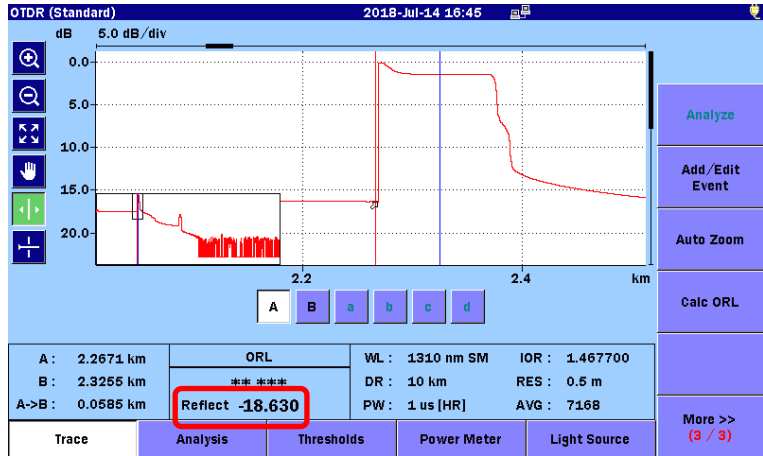 OTDR (Standard) 2018-Jul-14 16:45
dB 5.0 dB/div
0.0
5.0
10.0
15.0
20.0
2.2 2.4 km
A B a b c d
Analyze
Add/Edit
Event
Auto Zoom
Calc ORL
More >>
(3 / 3)
A : 2.2671 km
B : 2.3255 km
A->B : 0.0585 km
ORL
** ***
Reflect -18.630
WL : 1310 nm SM IOR : 1.467700
DR : 10 km RES : 0.5 m
PW : 1 us [HR] AVG : 7168
Trace Analysis Thresholds Power Meter Light Source